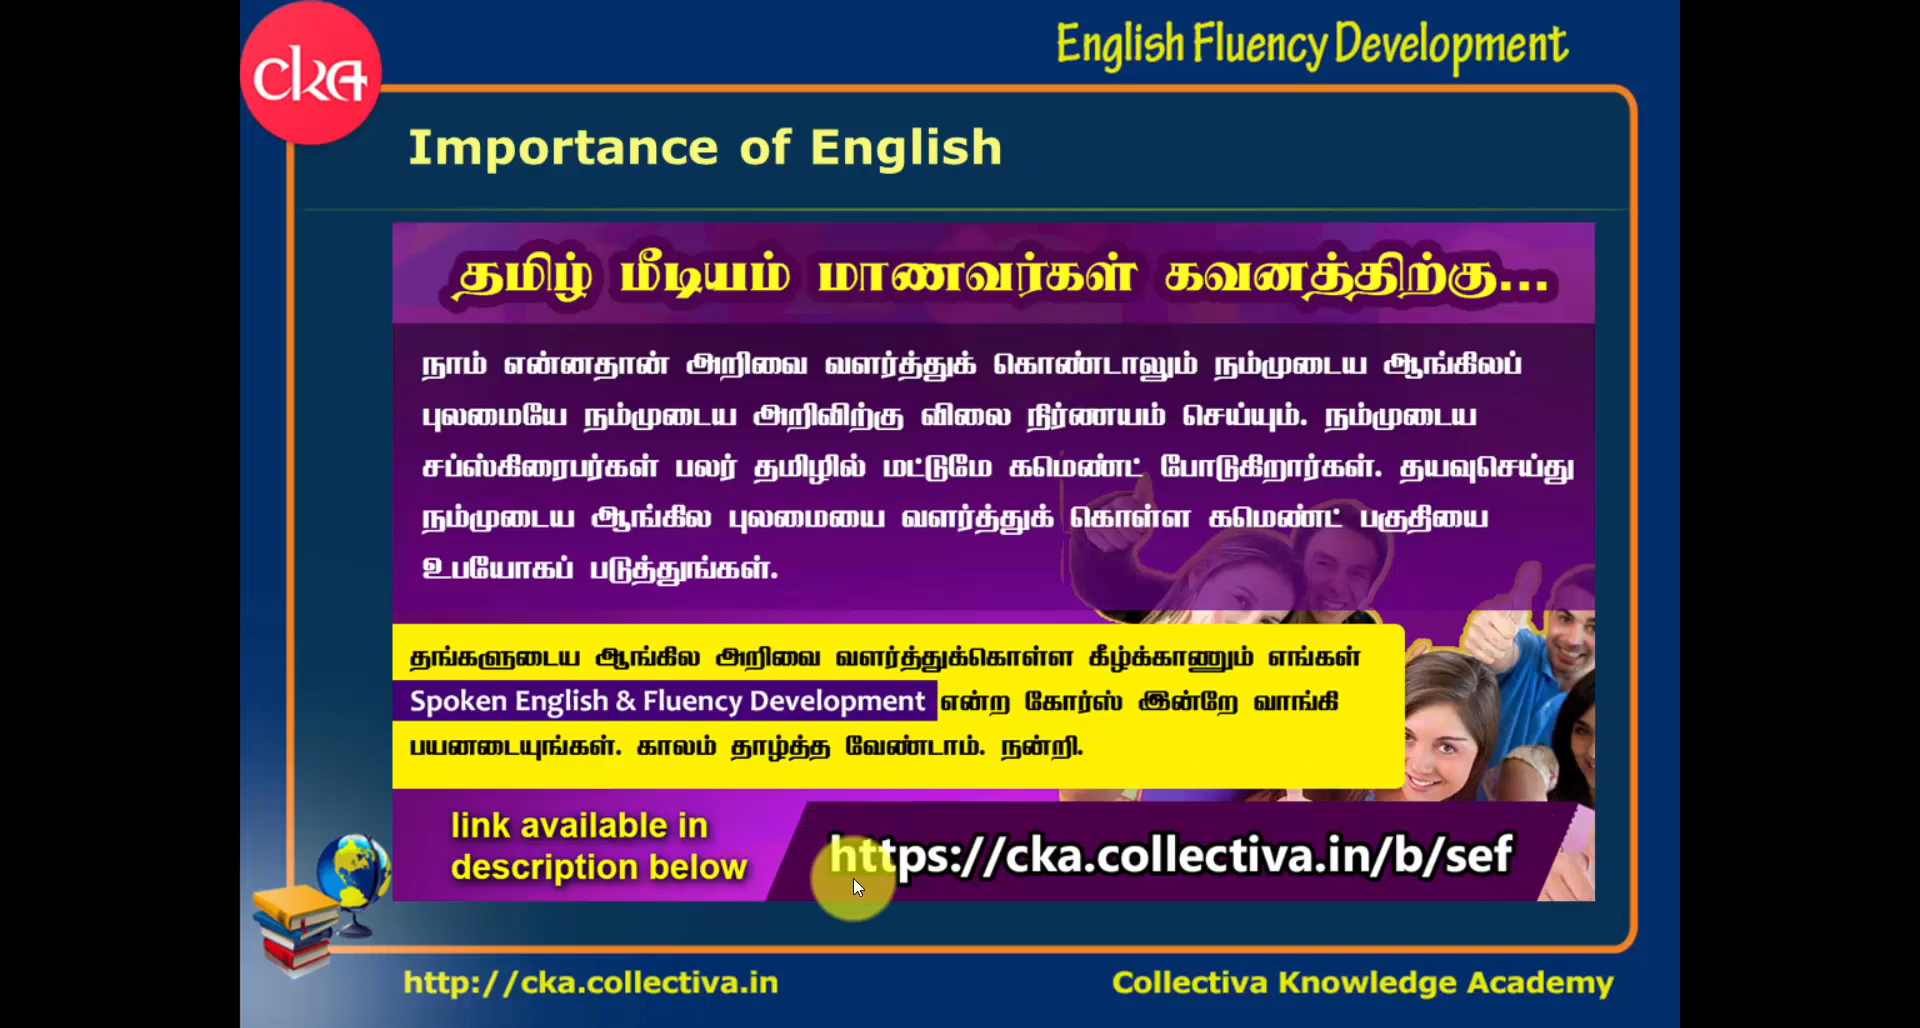 cka
English Fluency Development
Importance of English
தமிழ் மீடியம் மாணவர்கள் கவனத்திற்கு...
நாம் என்னதான் அறிவை வளர்த்துக் கொண்டாலும் நம்முடைய ஆங்கிலப்
புலமையே நம்முடைய அறிவிற்கு விலை நிர்ணயம் செய்யும். நம்முடைய
சப்ஸ்கிரைபர்கள் பலர் தமிழில் மட்டுமே கமெண்ட் போடுகிறார்கள். தயவுசெய்து
நம்முடைய ஆங்கில புலமையை வளர்த்துக் கொள்ள கமெண்ட் பகுதியை
உபயோகப் படுத்துங்கள்.
தங்களுடைய ஆங்கில அறிவை வளர்த்துக்கொள்ள கீழ்க்காணும் எங்கள்
Spoken English & Fluency Development என்ற கோர்ஸ் இன்றே வாங்கி
பயனடையுங்கள். காலம் தாழ்த்த வேண்டாம். நன்றி.
link available in
description below
https://cka.collectiva.in/b/sef
http://cka.collectiva.in
Collectiva Knowledge Academy